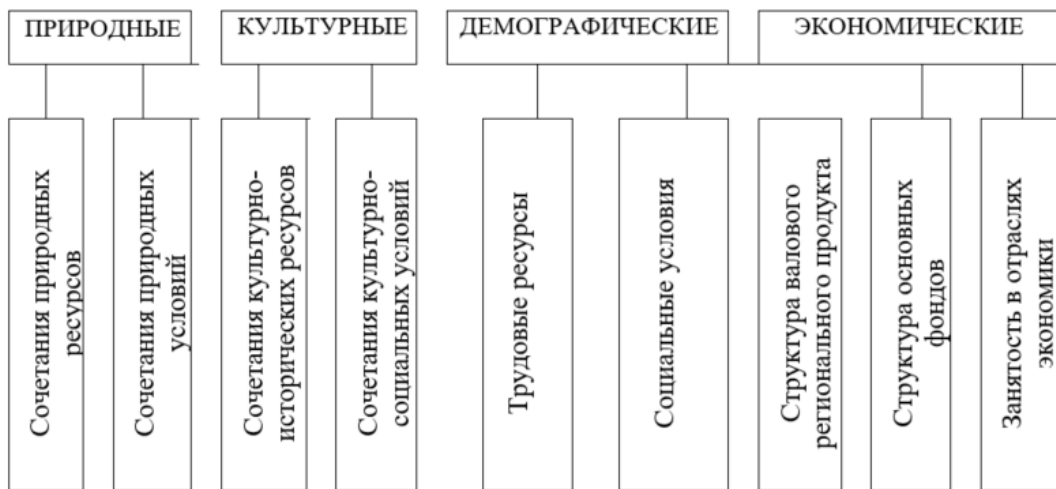 ПРИРОДНЫЕ
КУЛЬТУРНЫЕ
ДЕМОГРАФИЧЕСКИЕ
ЭКОНОМИЧЕСКИЕ
Сочетания природных
ресурсов
Сочетания природных
условий
Сочетания культурно-
исторических ресурсов
Сочетания культурно-
социальных условий
Трудовые ресурсы
Социальные условия
Структура валового
регионального продукта
Структура основных
фондов
Занятость в отраслях
экономики